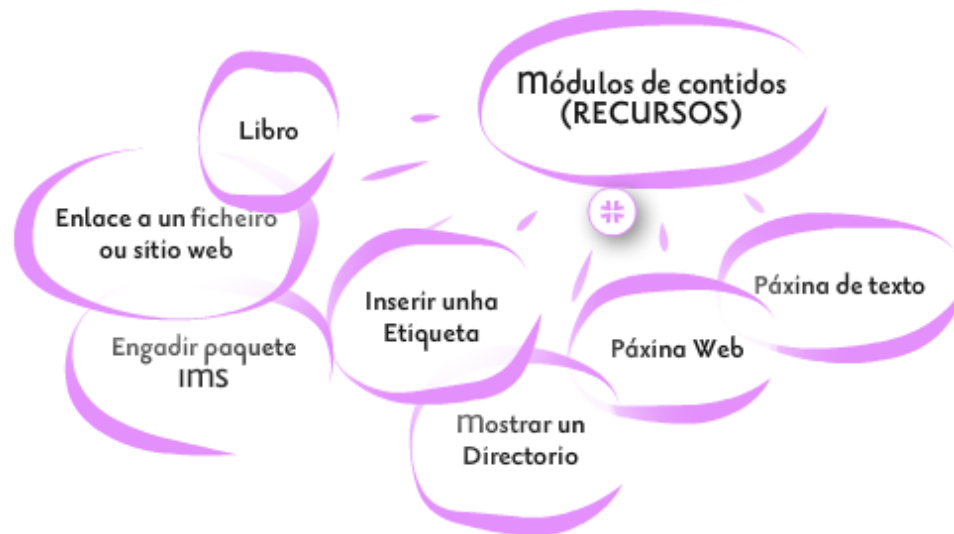 Módulos de contidos
(RECURSOS)
Libro
Enlace a un ficheiro
ou sítio web
Engadir paquete
IMS
Inserir unha
Etiqueta
Mostrar un
Directorio
Páxina Web
Páxina de texto